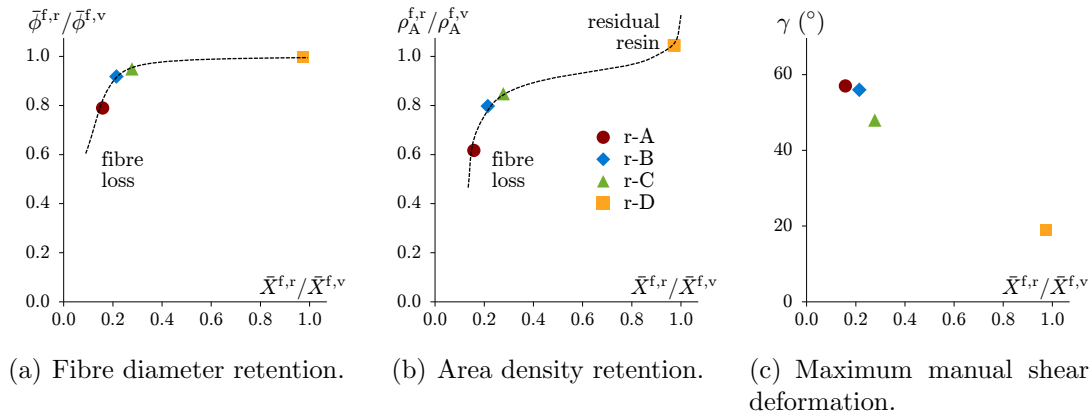 ϕ̄^f,r/ϕ̄^f,v
1.0
0.8
0.6
0.4
0.2
0.0
fibre
loss
X̄^f,r/X̄^f,v
0.0 0.2 0.4 0.6 0.8 1.0
(a) Fibre diameter retention.
ρ_A^f,r/ρ_A^f,v
residual
resin
1.0
0.8
0.6
0.4
0.2
0.0
fibre
loss
r-A
r-B
r-C
r-D
X̄^f,r/X̄^f,v
0.0 0.2 0.4 0.6 0.8 1.0
(b) Area density retention.
γ (°)
60
40
20
0
X̄^f,r/X̄^f,v
0.0 0.2 0.4 0.6 0.8 1.0
(c) Maximum manual shear
deformation.